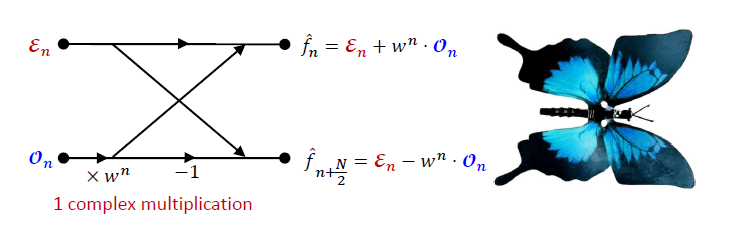 ℰₙ
f̂ₙ = ℰₙ + wⁿ · 𝒪ₙ
𝒪ₙ
× wⁿ
−1
f̂_{n+N/2} = ℰₙ − wⁿ · 𝒪ₙ
1 complex multiplication